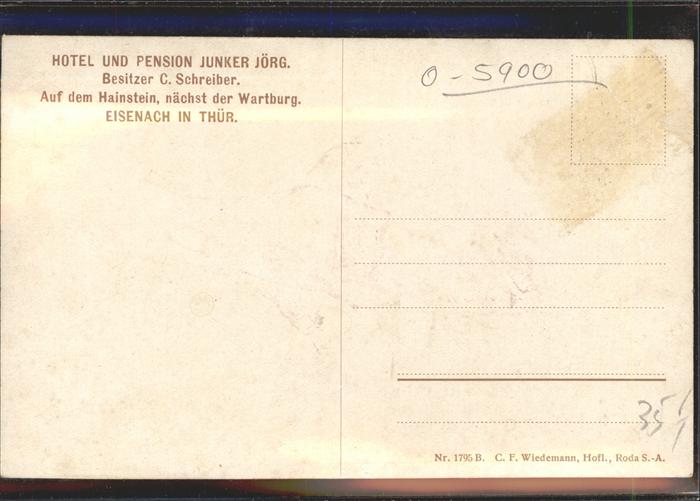 HOTEL UND PENSION JUNKER JÖRG.
Besitzer C. Schreiber.
Auf dem Hainstein, nächst der Wartburg.
EISENACH IN THÜR.
O-5900
35
Nr. 1795 B. C. F. Wiedemann, Hofl., Roda S.-A.